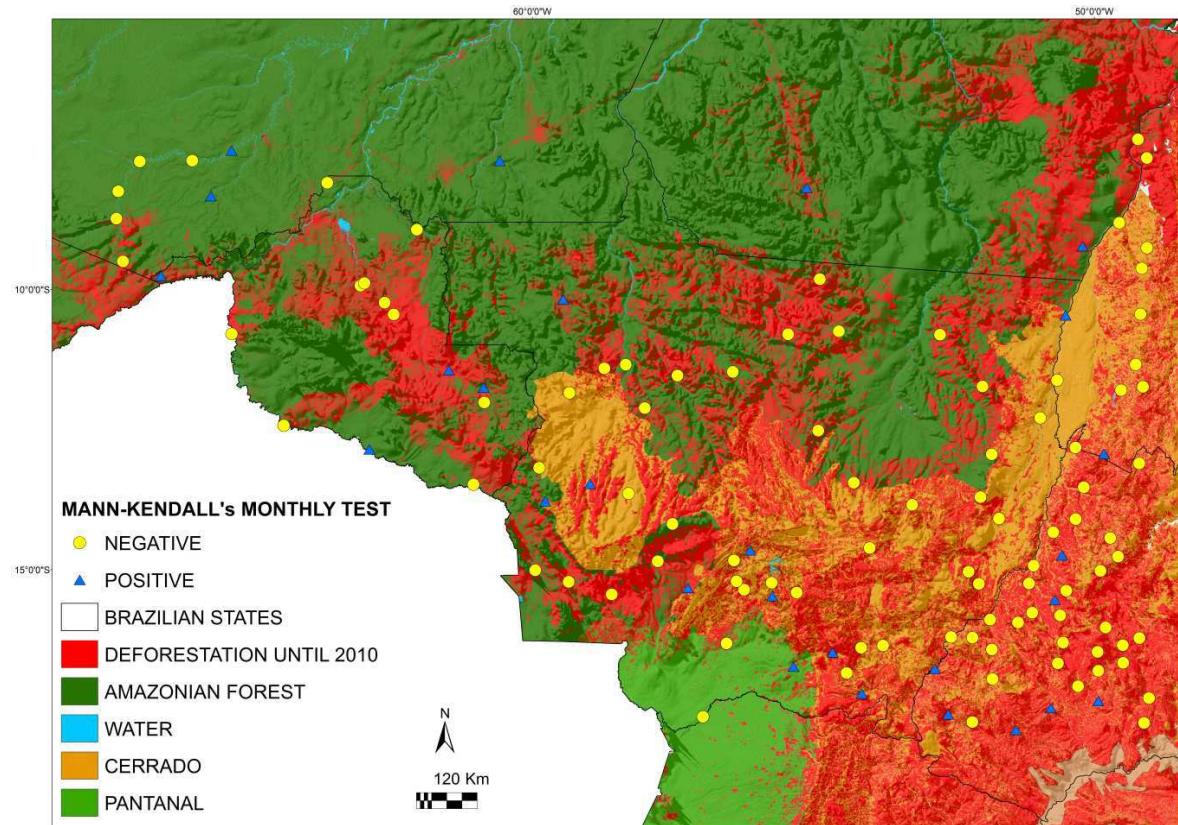 60°0'0"W
50°0'0"W
10°0'0"S
15°0'0"S
MANN-KENDALL's MONTHLY TEST
NEGATIVE
POSITIVE
BRAZILIAN STATES
DEFORESTATION UNTIL 2010
AMAZONIAN FOREST
WATER
CERRADO
PANTANAL
N
120 Km